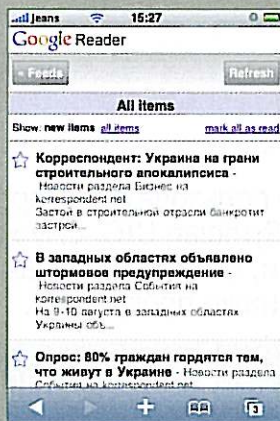 Jeans 15:27
Google Reader
« Feeds Refresh
All items
Show: new items all items mark all as read
Корреспондент: Украина на грани
строительного апокалипсиса -
Новости раздела Бизнес на
korrespondent.net
Застой в строительной отрасли банкротит
застрой...
В западных областях объявлено
штормовое предупреждение -
Новости раздела События на
korrespondent.net
На 9-10 августа в западных областях
Украины объ...
Опрос: 80% граждан гордятся тем,
что живут в Украине - Новости раздела
События на korrespondent.net
3